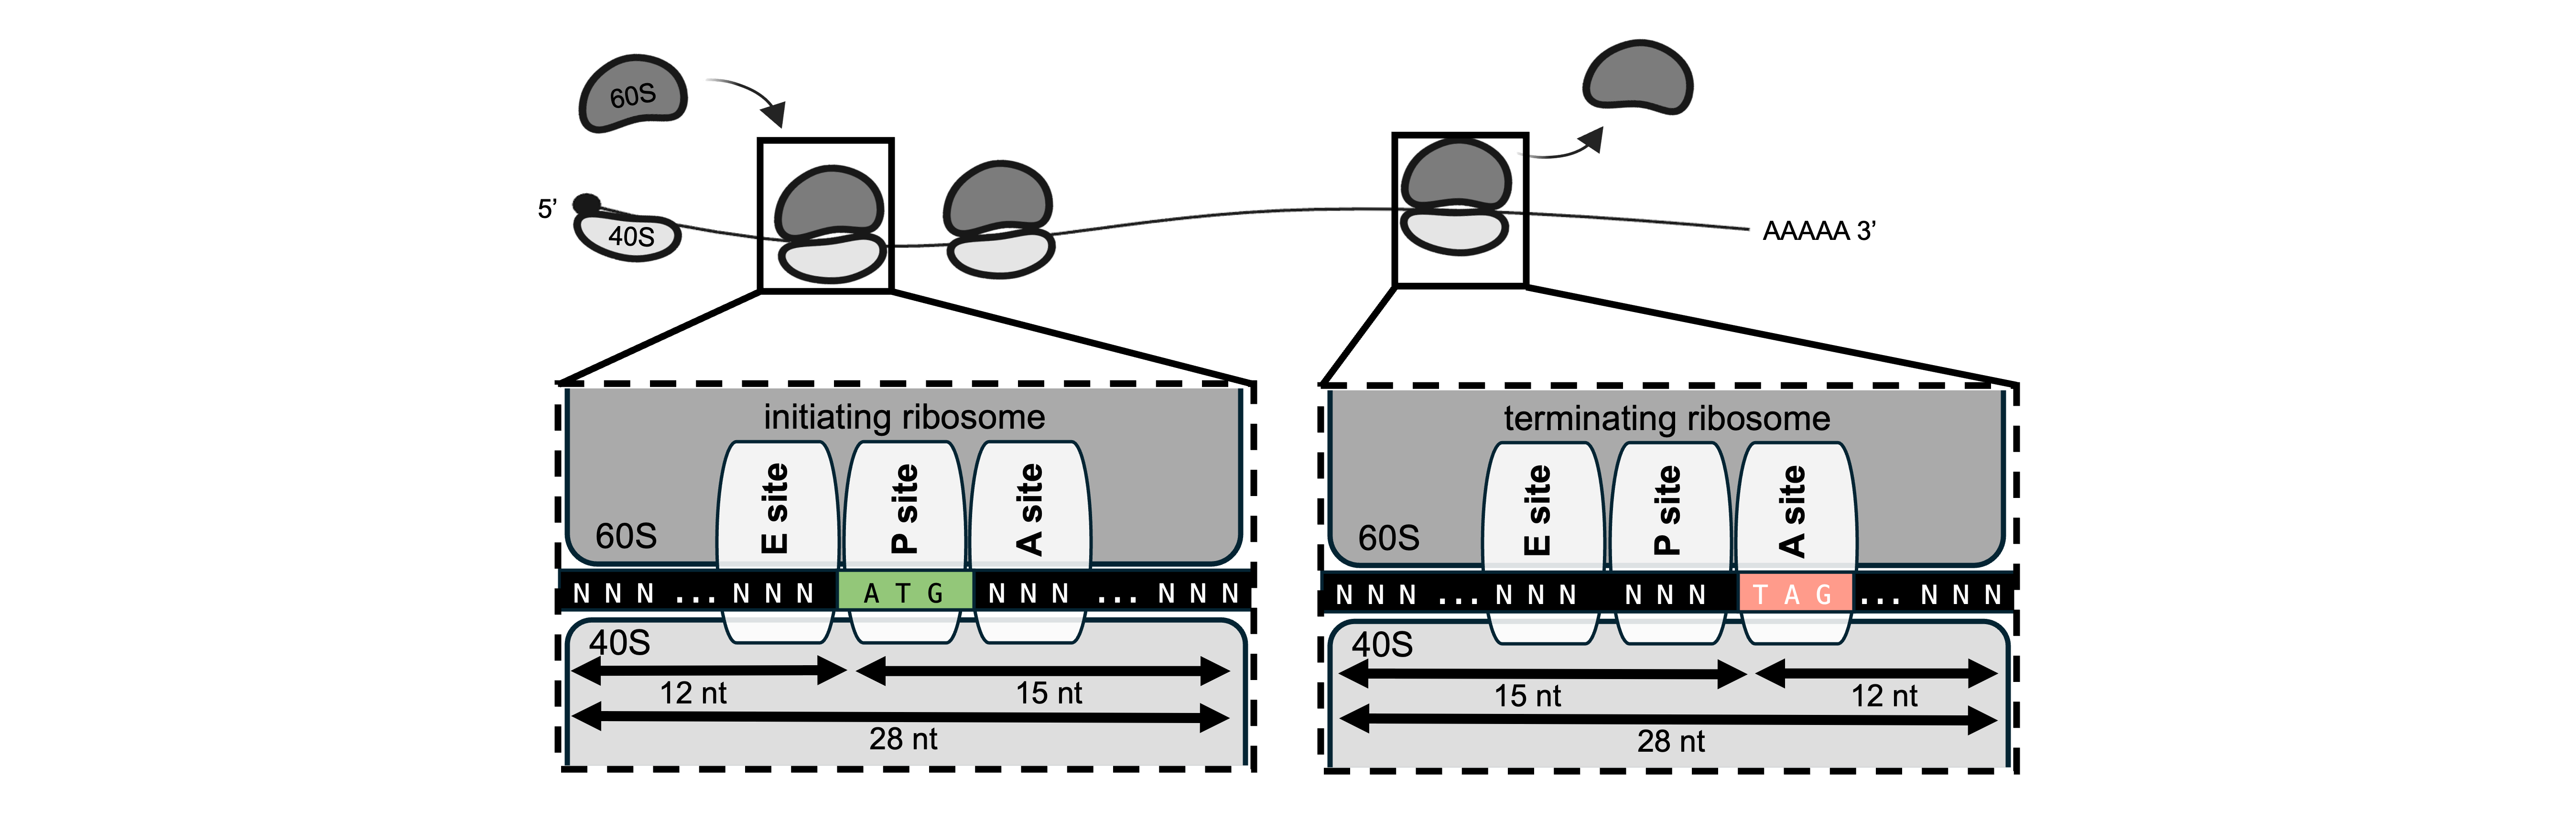 60S
5’
40S
AAAAA 3’
initiating ribosome
E site
P site
A site
60S
N N N ... N N N A T G N N N ... N N N
40S
12 nt
15 nt
28 nt
terminating ribosome
E site
P site
A site
60S
N N N ... N N N N N N T A G ... N N N
40S
15 nt
12 nt
28 nt